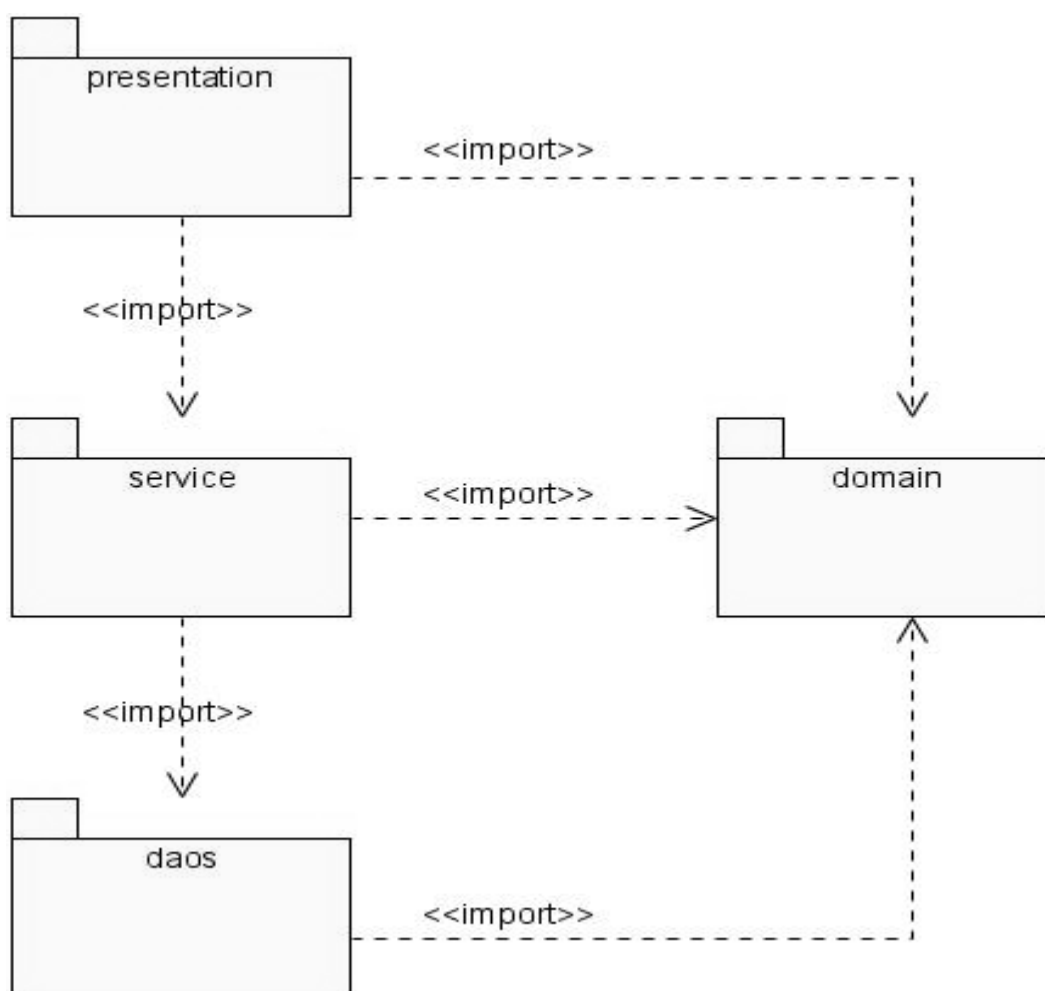 presentation
<<import>>
<<import>>
service
<<import>>
domain
<<import>>
daos
<<import>>